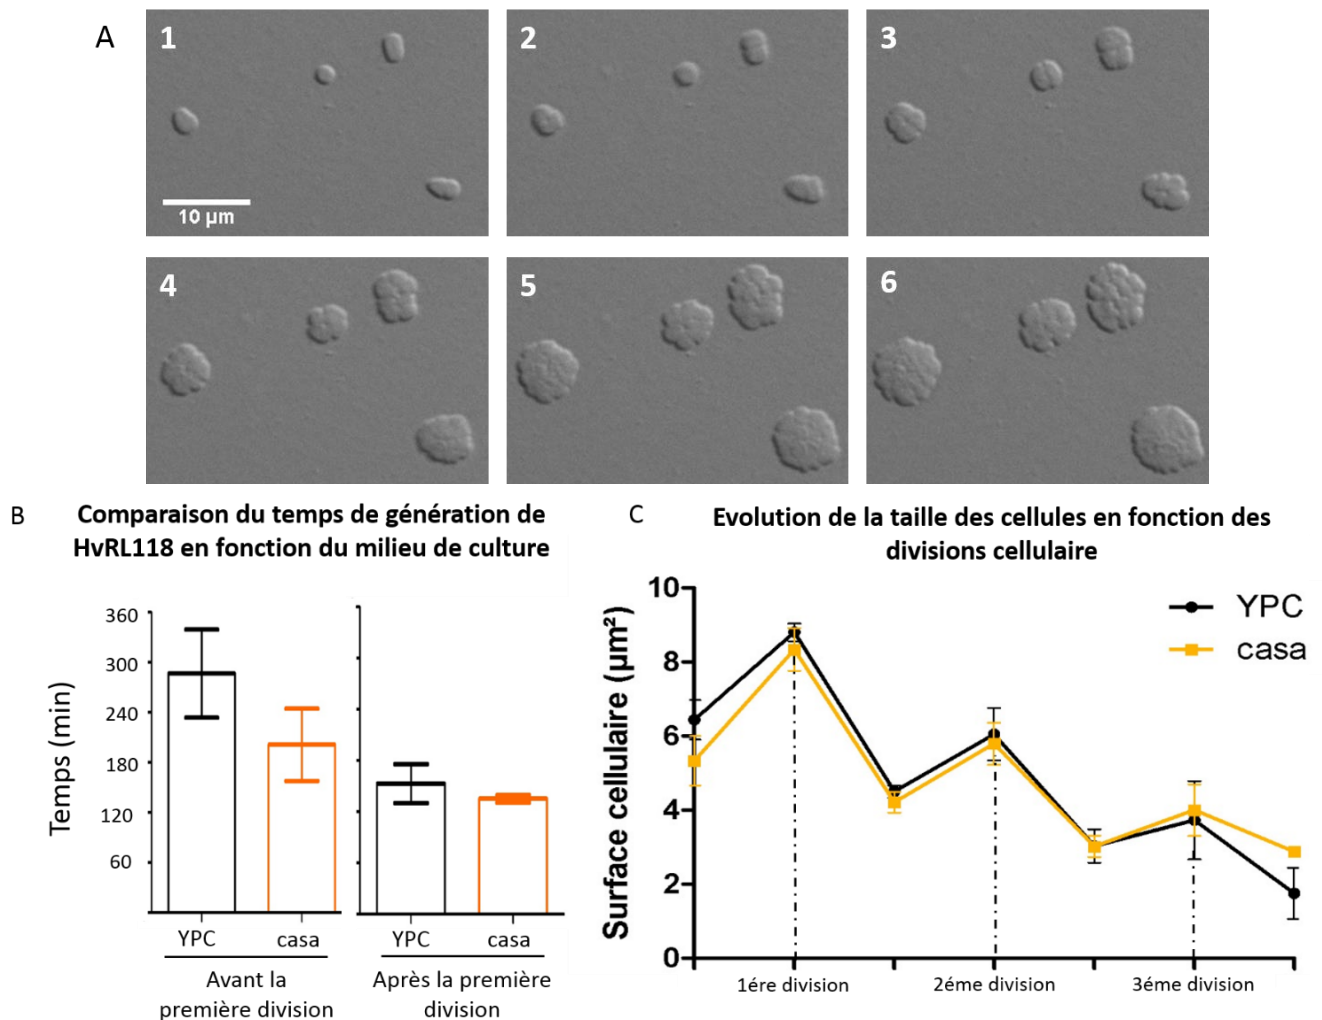 A
1
2
3
10 µm
4
5
6
B
Comparaison du temps de génération de
HvRL118 en fonction du milieu de culture
Temps (min)
360
300
240
180
120
60
YPC
casa
YPC
casa
Avant la
première division
Après la première
division
C
Evolution de la taille des cellules en fonction des
divisions cellulaire
Surface cellulaire (µm²)
10
8
6
4
2
0
YPC
casa
1ére division
2éme division
3éme division